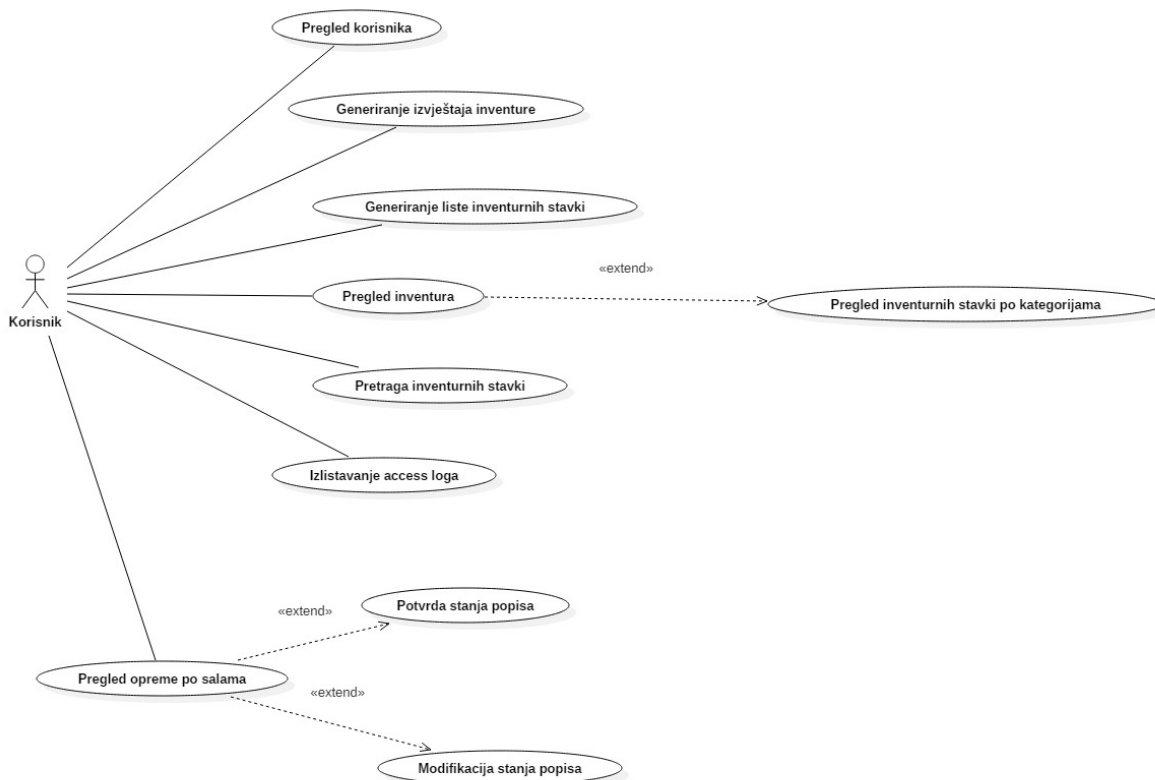 Pregled korisnika
Generiranje izvještaja inventure
Generiranje liste inventurnih stavki
«extend»
Pregled inventura
Pregled inventurnih stavki po kategorijama
Korisnik
Pretraga inventurnih stavki
Izlistavanje access loga
Potvrda stanja popisa
«extend»
Pregled opreme po salama
«extend»
Modifikacija stanja popisa